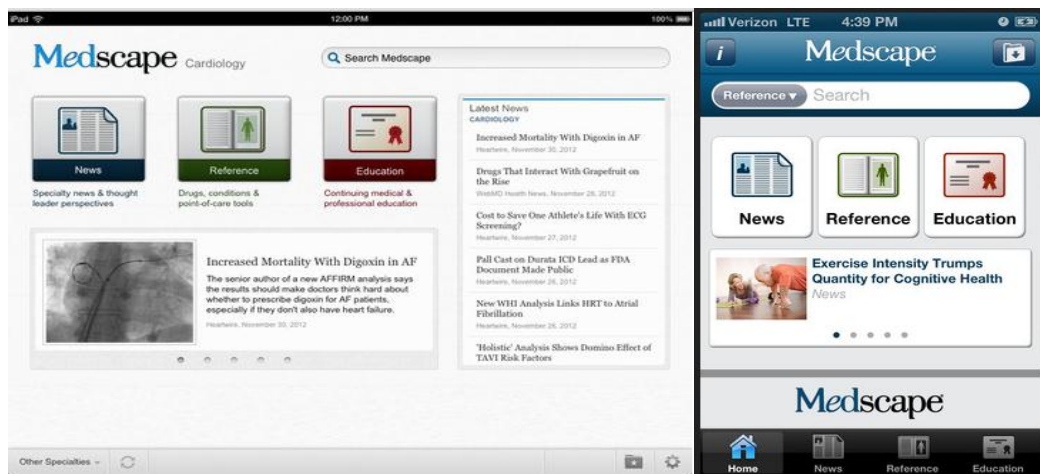 iPad
12:00 PM
100%
Medscape Cardiology
Search Medscape
News
Specialty news & thought
leader perspectives
Reference
Drugs, conditions &
point-of-care tools
Education
Continuing medical &
professional education
Increased Mortality With Digoxin in AF
The senior author of a new AFFIRM analysis says
the results should make doctors think hard about
whether to prescribe digoxin for AF patients,
especially if they don't also have heart failure.
Heartwire, November 30, 2012
Latest News
CARDIOLOGY
Increased Mortality With Digoxin in AF
Heartwire, November 30, 2012
Drugs That Interact With Grapefruit on
the Rise
WebMD Health News, November 28, 2012
Cost to Save One Athlete's Life With ECG
Screening?
Heartwire, November 27, 2012
Pall Cast on Durata ICD Lead as FDA
Document Made Public
Heartwire, November 26, 2012
New WHI Analysis Links HRT to Atrial
Fibrillation
Heartwire, November 26, 2012
'Holistic' Analysis Shows Domino Effect of
TAVI Risk Factors
Other Specialties
Verizon LTE 4:39 PM
i
Medscape
Reference
Search
News
Reference
Education
Exercise Intensity Trumps
Quantity for Cognitive Health
News
Medscape
Home
News
Reference
Education